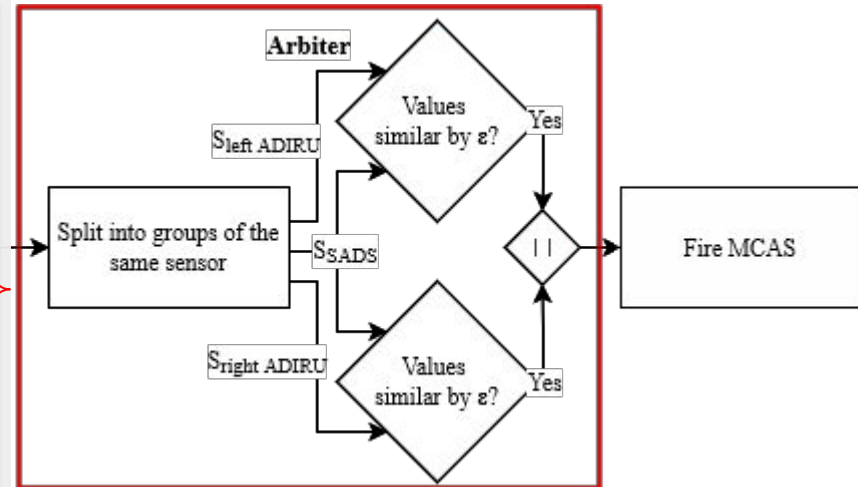 Arbiter
Values
similar by ε?
Yes
Sleft ADIRU
Split into groups of the
same sensor
SSADS
||
Fire MCAS
Sright ADIRU
Values
similar by ε?
Yes